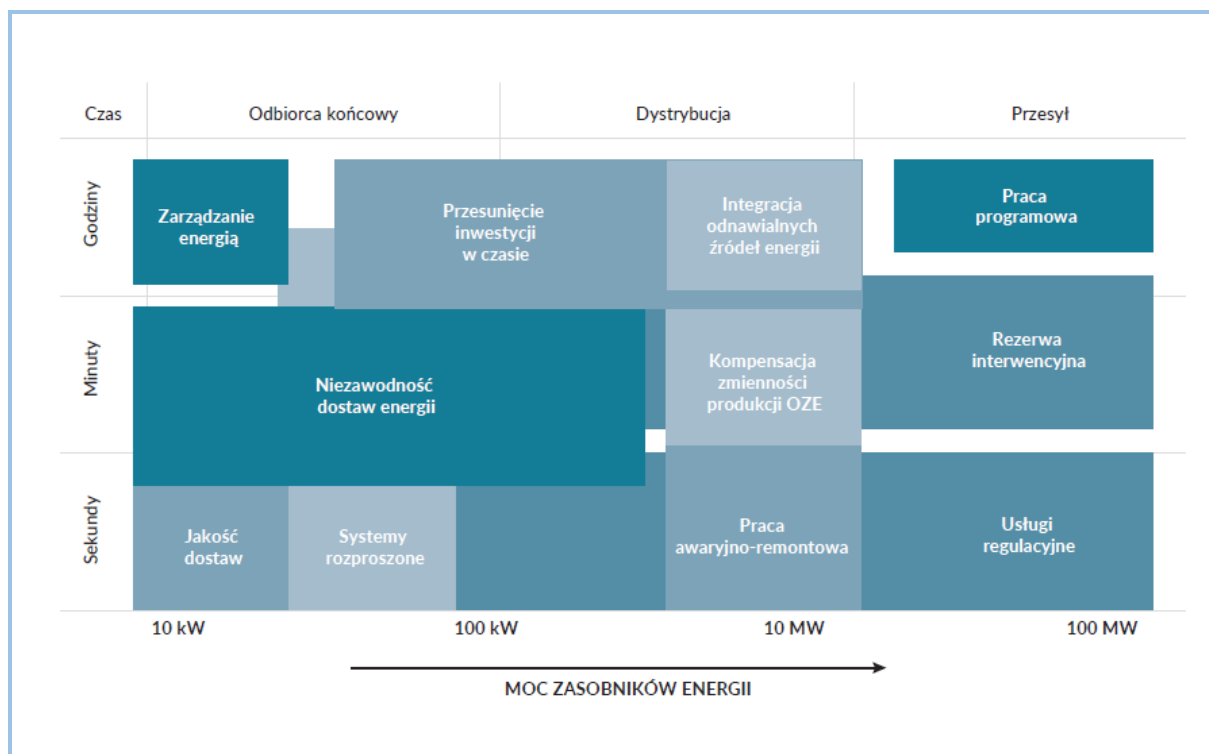 Czas
Odbiorca końcowy
Dystrybucja
Przesył
Godziny
Zarządzanie
energią
Przesunięcie
inwestycji
w czasie
Integracja
odnawialnych
źródeł energii
Praca
programowa
Minuty
Niezawodność
dostaw energii
Kompensacja
zmienności
produkcji OZE
Rezerwa
interwencyjna
Sekundy
Jakość
dostaw
Systemy
rozproszone
Praca
awaryjno-remontowa
Usługi
regulacyjne
10 kW
100 kW
10 MW
100 MW
MOC ZASOBNIKÓW ENERGII